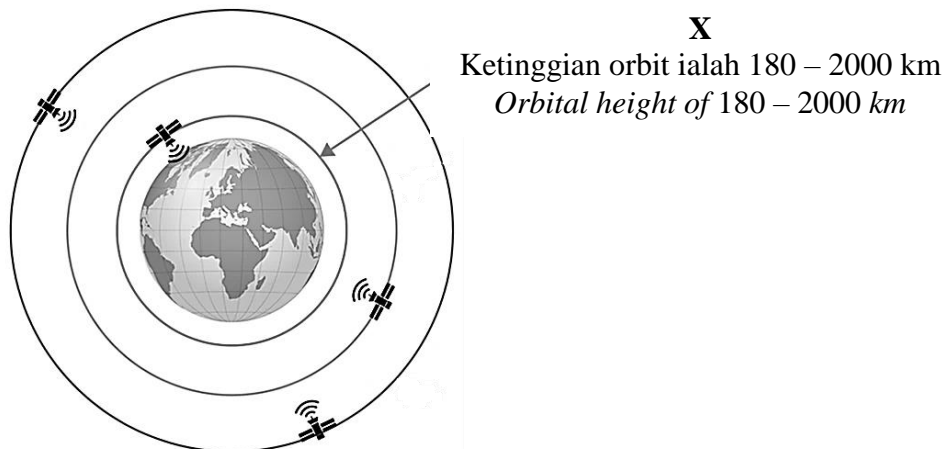 X
Ketinggian orbit ialah 180 – 2000 km
Orbital height of 180 – 2000 km